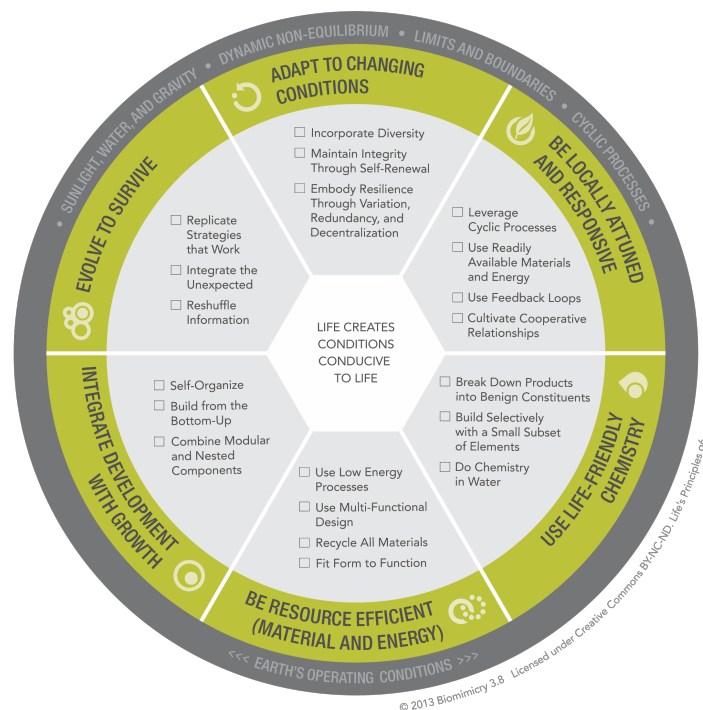 SUNLIGHT, WATER, AND GRAVITY • DYNAMIC NON-EQUILIBRIUM • LIMITS AND BOUNDARIES • CYCLIC PROCESSES •
ADAPT TO CHANGING
CONDITIONS
Incorporate Diversity
Maintain Integrity
Through Self-Renewal
Embody Resilience
Through Variation,
Redundancy, and
Decentralization
BE LOCALLY ATTUNED
AND RESPONSIVE
Leverage
Cyclic Processes
Use Readily
Available Materials
and Energy
Use Feedback Loops
Cultivate Cooperative
Relationships
USE LIFE-FRIENDLY
CHEMISTRY
Break Down Products
into Benign Constituents
Build Selectively
with a Small Subset
of Elements
Do Chemistry
in Water
BE RESOURCE EFFICIENT
(MATERIAL AND ENERGY)
Use Low Energy
Processes
Use Multi-Functional
Design
Recycle All Materials
Fit Form to Function
INTEGRATE DEVELOPMENT
WITH GROWTH
Self-Organize
Build from the
Bottom-Up
Combine Modular
and Nested
Components
EVOLVE TO SURVIVE
Replicate
Strategies
that Work
Integrate the
Unexpected
Reshuffle
Information
LIFE CREATES
CONDITIONS
CONDUCIVE
TO LIFE
<<< EARTH'S OPERATING CONDITIONS >>>
© 2013 Biomimicry 3.8 Licensed under Creative Commons BY-NC-ND. Life's Principles